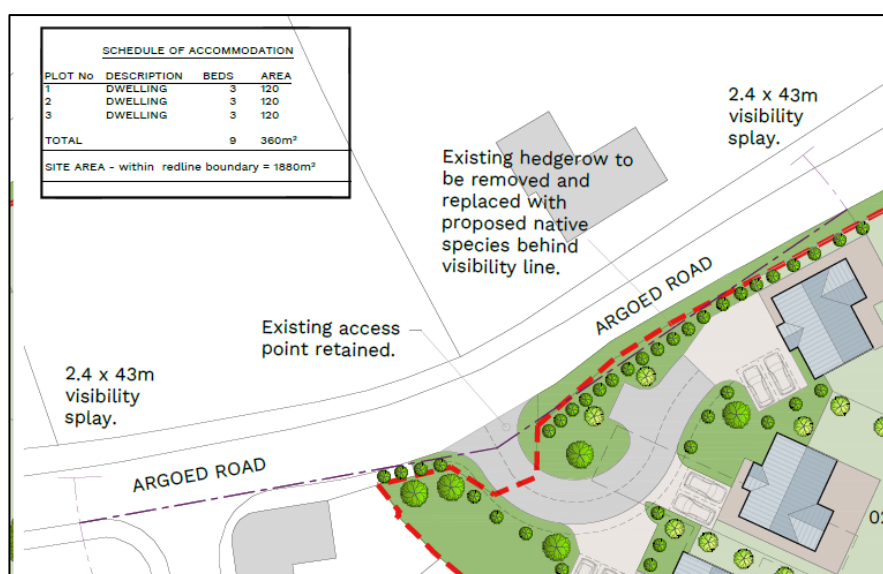 SCHEDULE OF ACCOMMODATION
PLOT No DESCRIPTION BEDS AREA
1 DWELLING 3 120
2 DWELLING 3 120
3 DWELLING 3 120
TOTAL 9 360m²
SITE AREA - within redline boundary = 1880m²
2.4 x 43m
visibility
splay.
Existing hedgerow to
be removed and
replaced with
proposed native
species behind
visibility line.
ARGOED ROAD
Existing access
point retained.
2.4 x 43m
visibility
splay.
ARGOED ROAD